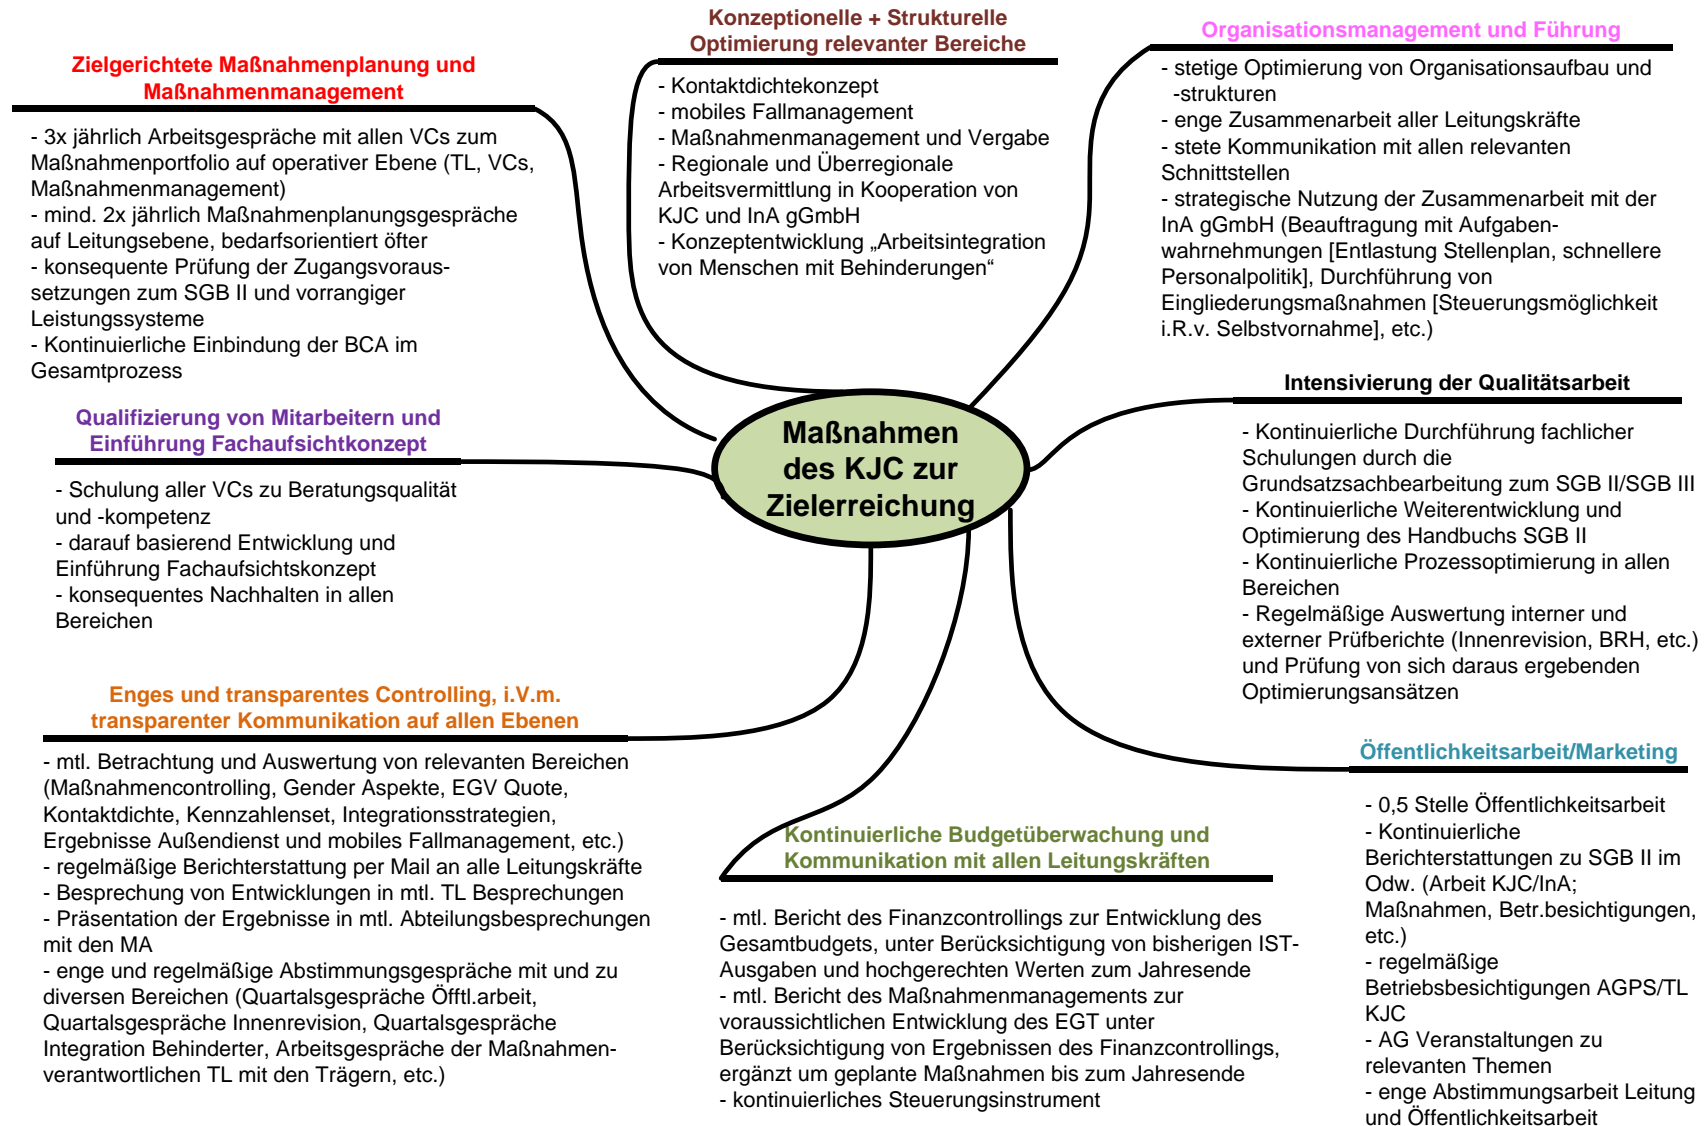 Konzeptionelle + Strukturelle
Optimierung relevanter Bereiche
- Kontaktdichtekonzept
- mobiles Fallmanagement
- Maßnahmenmanagement und Vergabe
- Regionale und Überregionale
Arbeitsvermittlung in Kooperation von
KJC und InA gGmbH
- Konzeptentwicklung „Arbeitsintegration
von Menschen mit Behinderungen“
Organisationsmanagement und Führung
- stetige Optimierung von Organisationsaufbau und
-strukturen
- enge Zusammenarbeit aller Leitungskräfte
- stete Kommunikation mit allen relevanten
Schnittstellen
- strategische Nutzung der Zusammenarbeit mit der
InA gGmbH (Beauftragung mit Aufgaben-
wahrnehmungen [Entlastung Stellenplan, schnellere
Personalpolitik], Durchführung von
Eingliederungsmaßnahmen [Steuerungsmöglichkeit
i.R.v. Selbstvornahme], etc.)
Zielgerichtete Maßnahmenplanung und
Maßnahmenmanagement
- 3x jährlich Arbeitsgespräche mit allen VCs zum
Maßnahmenportfolio auf operativer Ebene (TL, VCs,
Maßnahmenmanagement)
- mind. 2x jährlich Maßnahmenplanungsgespräche
auf Leitungsebene, bedarfsorientiert öfter
- konsequente Prüfung der Zugangsvoraus-
setzungen zum SGB II und vorrangiger
Leistungssysteme
- Kontinuierliche Einbindung der BCA im
Gesamtprozess
Maßnahmen
des KJC zur
Zielerreichung
Intensivierung der Qualitätsarbeit
- Kontinuierliche Durchführung fachlicher
Schulungen durch die
Grundsatzsachbearbeitung zum SGB II/SGB III
- Kontinuierliche Weiterentwicklung und
Optimierung des Handbuchs SGB II
- Kontinuierliche Prozessoptimierung in allen
Bereichen
- Regelmäßige Auswertung interner und
externer Prüfberichte (Innenrevision, BRH, etc.)
und Prüfung von sich daraus ergebenden
Optimierungsansätzen
Qualifizierung von Mitarbeitern und
Einführung Fachaufsichtkonzept
- Schulung aller VCs zu Beratungsqualität
und -kompetenz
- darauf basierend Entwicklung und
Einführung Fachaufsichtskonzept
- konsequentes Nachhalten in allen
Bereichen
Enges und transparentes Controlling, i.V.m.
transparenter Kommunikation auf allen Ebenen
- mtl. Betrachtung und Auswertung von relevanten Bereichen
(Maßnahmencontrolling, Gender Aspekte, EGV Quote,
Kontaktdichte, Kennzahlenset, Integrationsstrategien,
Ergebnisse Außendienst und mobiles Fallmanagement, etc.)
- regelmäßige Berichterstattung per Mail an alle Leitungskräfte
- Besprechung von Entwicklungen in mtl. TL Besprechungen
- Präsentation der Ergebnisse in mtl. Abteilungsbesprechungen
mit den MA
- enge und regelmäßige Abstimmungsgespräche mit und zu
diversen Bereichen (Quartalsgespräche Öfftl.arbeit,
Quartalsgespräche Innenrevision, Quartalsgespräche
Integration Behinderter, Arbeitsgespräche der Maßnahmen-
verantwortlichen TL mit den Trägern, etc.)
Kontinuierliche Budgetüberwachung und
Kommunikation mit allen Leitungskräften
- mtl. Bericht des Finanzcontrollings zur Entwicklung des
Gesamtbudgets, unter Berücksichtigung von bisherigen IST-
Ausgaben und hochgerechten Werten zum Jahresende
- mtl. Bericht des Maßnahmenmanagements zur
voraussichtlichen Entwicklung des EGT unter
Berücksichtigung von Ergebnissen des Finanzcontrollings,
ergänzt um geplante Maßnahmen bis zum Jahresende
- kontinuierliches Steuerungsinstrument
Öffentlichkeitsarbeit/Marketing
- 0,5 Stelle Öffentlichkeitsarbeit
- Kontinuierliche
Berichterstattungen zu SGB II im
Odw. (Arbeit KJC/InA;
Maßnahmen, Betr.besichtigungen,
etc.)
- regelmäßige
Betriebsbesichtigungen AGPS/TL
KJC
- AG Veranstaltungen zu
relevanten Themen
- enge Abstimmungsarbeit Leitung
und Öffentlichkeitsarbeit